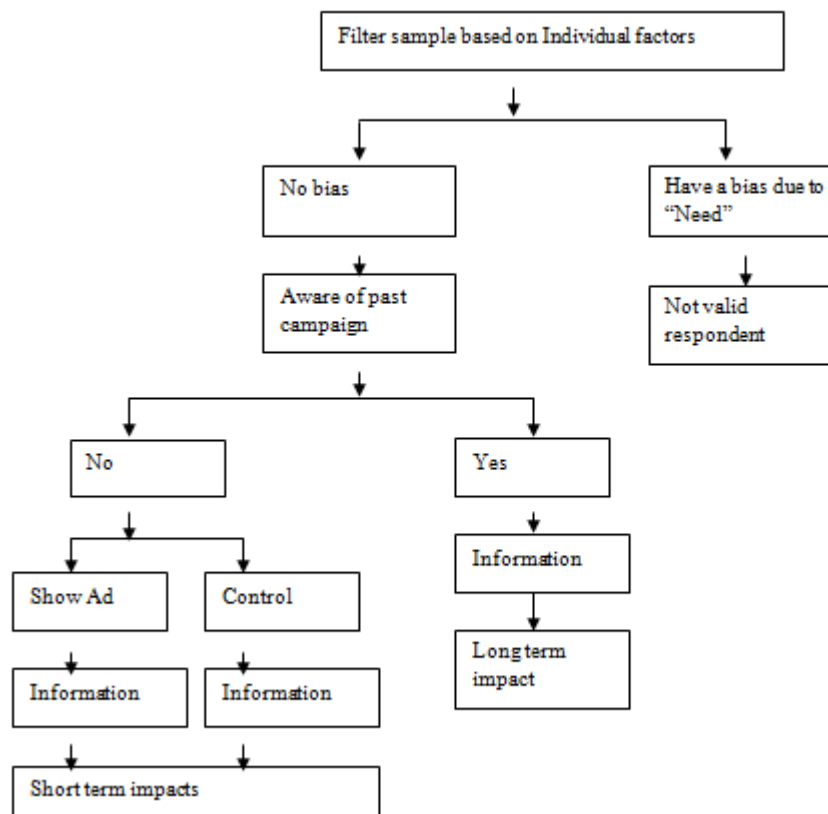 Filter sample based on Individual factors
No bias
Have a bias due to
“Need”
Aware of past
campaign
Not valid
respondent
No
Yes
Show Ad
Control
Information
Information
Information
Long term
impact
Short term impacts